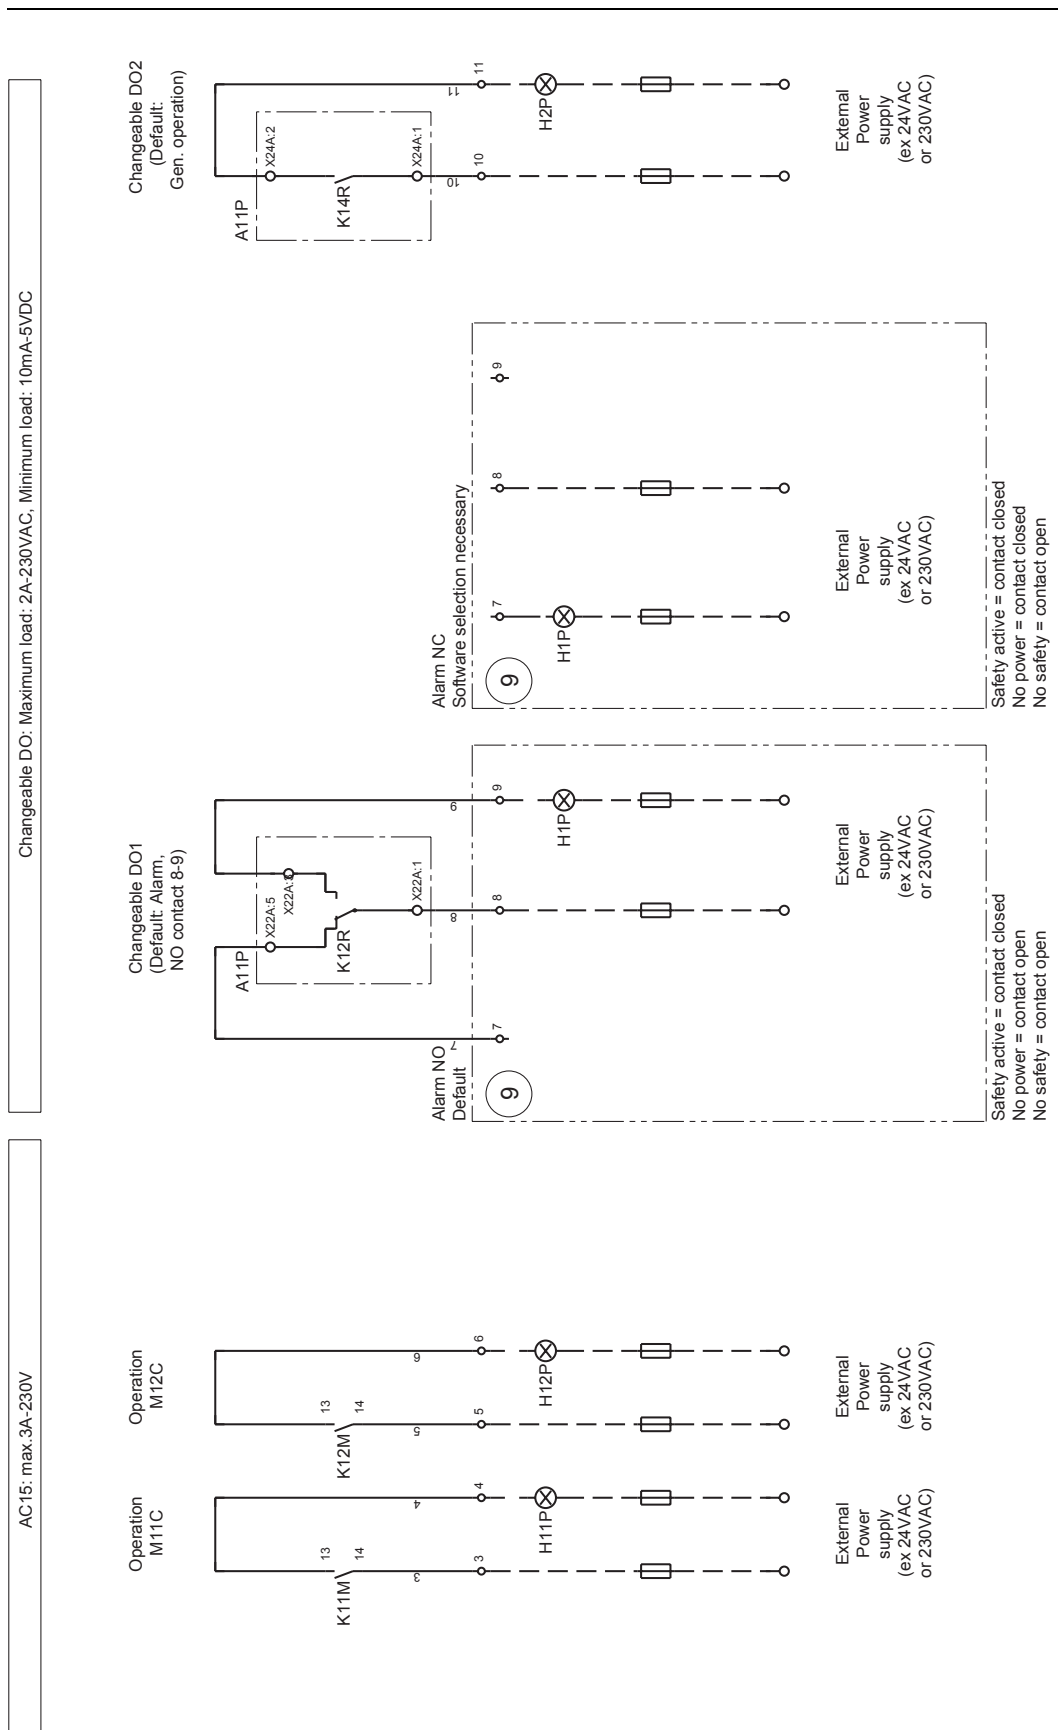 AC15: max.3A-230V
Changeable DO: Maximum load: 2A-230VAC, Minimum load: 10mA-5VDC
Operation
M11C
Operation
M12C
Changeable DO1
(Default: Alarm,
NO contact 8-9)
Changeable DO2
(Default:
Gen. operation)
K11M
13
14
K12M
13
14
A11P
X22A:5
X22A:
K12R
X22A:1
A11P
X24A:2
K14R
X24A:1
3
4
5
6
7
8
9
10
11
Alarm NO
Default
Alarm NC
Software selection necessary
3
4
5
6
7
8
9
7
8
9
10
11
9
9
H11P
H12P
H1P
H1P
H2P
External
Power
supply
(ex 24VAC
or 230VAC)
External
Power
supply
(ex 24VAC
or 230VAC)
External
Power
supply
(ex 24VAC
or 230VAC)
External
Power
supply
(ex 24VAC
or 230VAC)
External
Power
supply
(ex 24VAC
or 230VAC)
Safety active = contact closed
No power = contact open
No safety = contact open
Safety active = contact closed
No power = contact closed
No safety = contact open